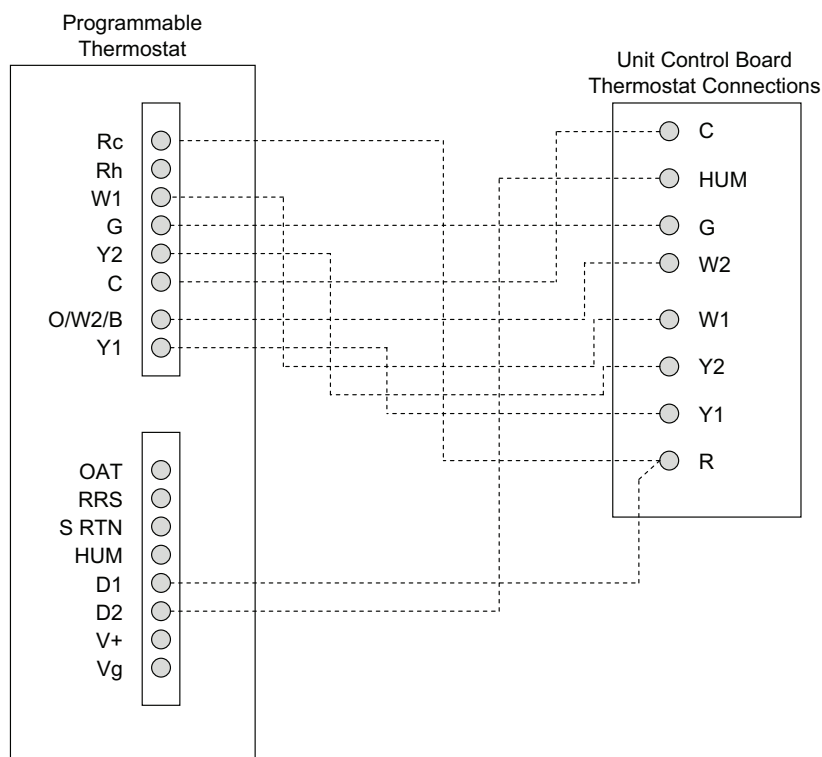 Programmable
Thermostat
Rc
Rh
W1
G
Y2
C
O/W2/B
Y1
OAT
RRS
S RTN
HUM
D1
D2
V+
Vg
Unit Control Board
Thermostat Connections
C
HUM
G
W2
W1
Y2
Y1
R